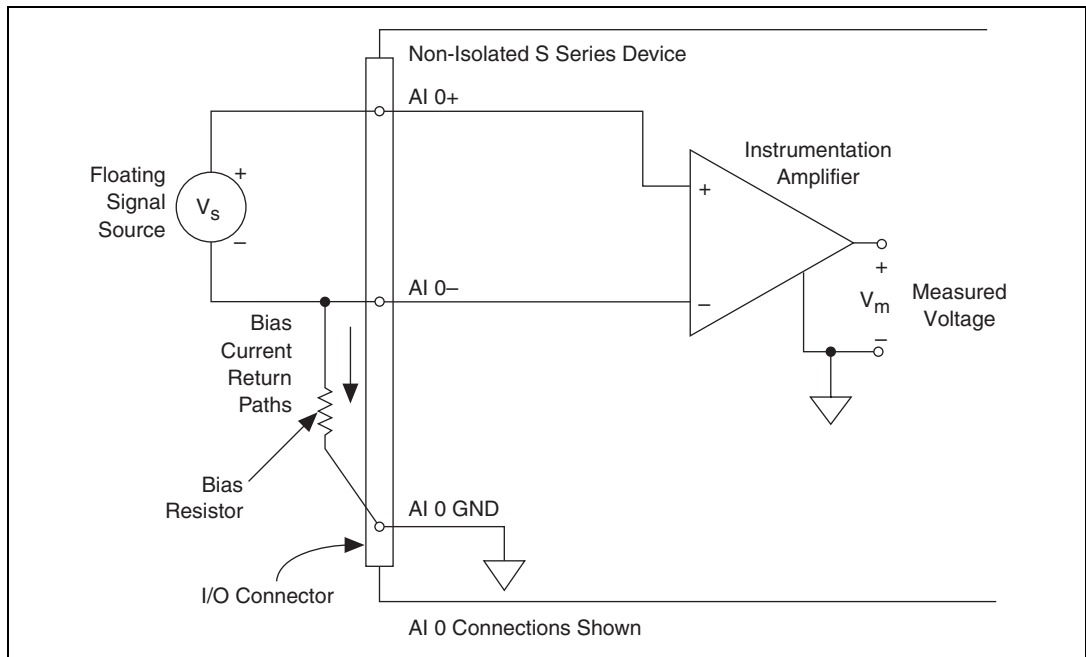 Non-Isolated S Series Device
AI 0+
Instrumentation
Amplifier
Floating
Signal
Source
+
Vs
–
+
–
+
Vm
–
Measured
Voltage
AI 0–
Bias
Current
Return
Paths
Bias
Resistor
AI 0 GND
I/O Connector
AI 0 Connections Shown